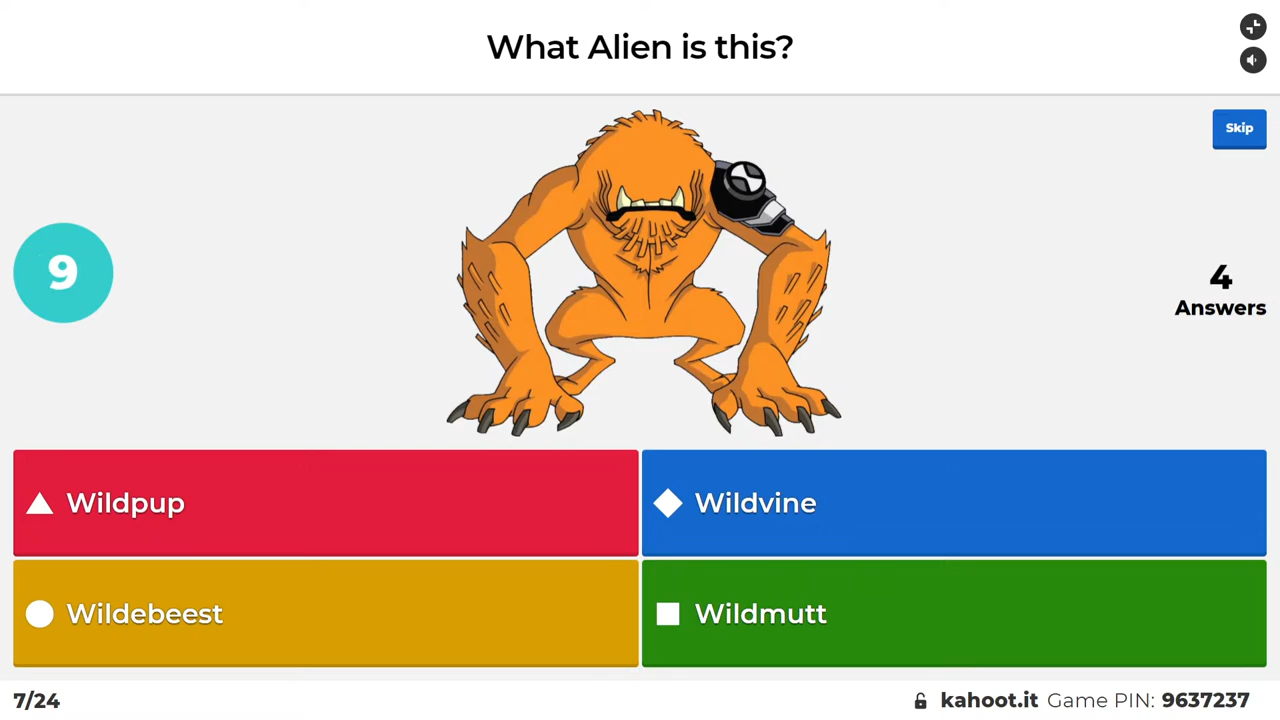 What Alien is this?
Skip
9
4
Answers
Wildpup
Wildvine
Wildebeest
Wildmutt
7/24
kahoot.it Game PIN: 9637237